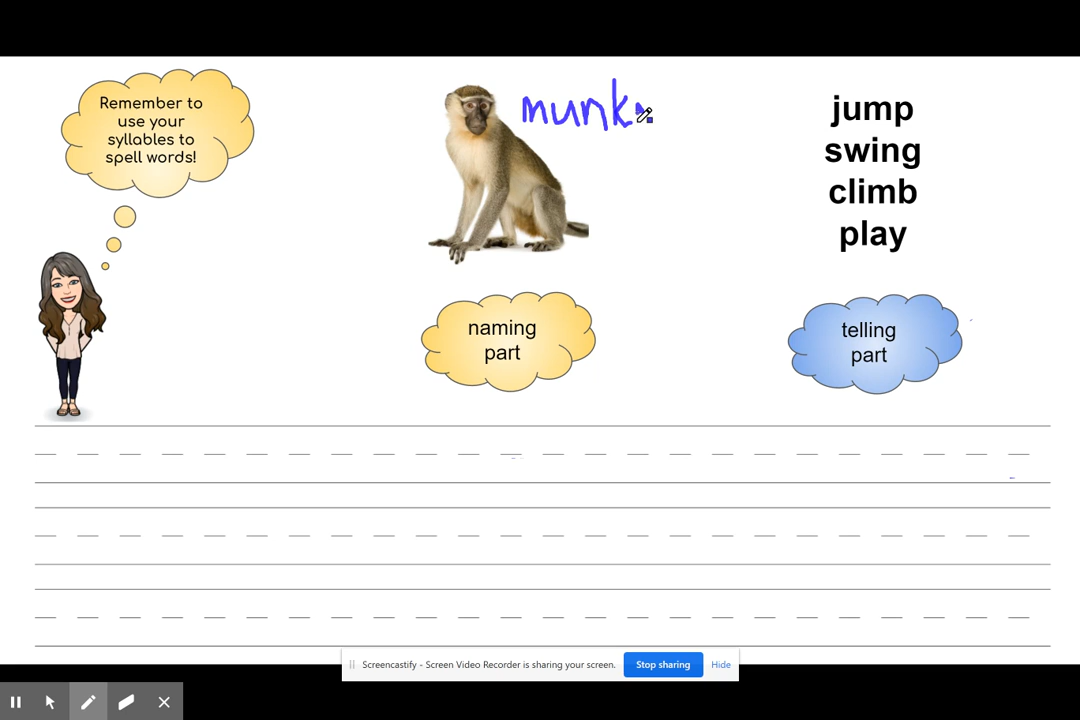 Remember to
use your
syllables to
spell words!
munk
jump
swing
climb
play
naming
part
telling
part
Screencastify - Screen Video Recorder is sharing your screen.
Stop sharing
Hide